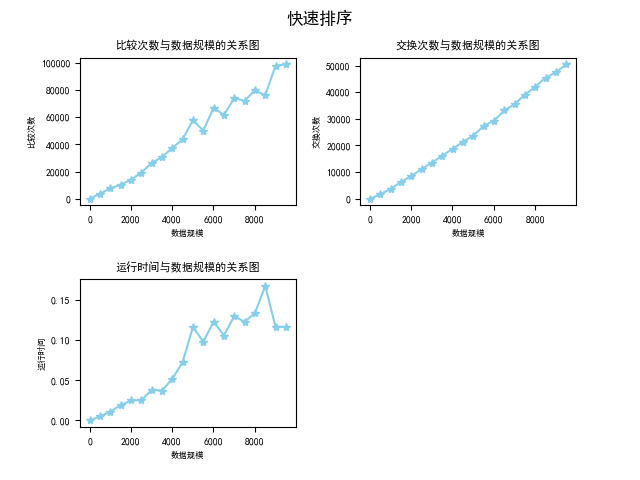 快速排序
比较次数与数据规模的关系图
100000
80000
60000
40000
20000
0
比较次数
0 2000 4000 6000 8000
数据规模
交换次数与数据规模的关系图
50000
40000
30000
20000
10000
0
交换次数
0 2000 4000 6000 8000
数据规模
运行时间与数据规模的关系图
0.15
0.10
0.05
0.00
运行时间
0 2000 4000 6000 8000
数据规模